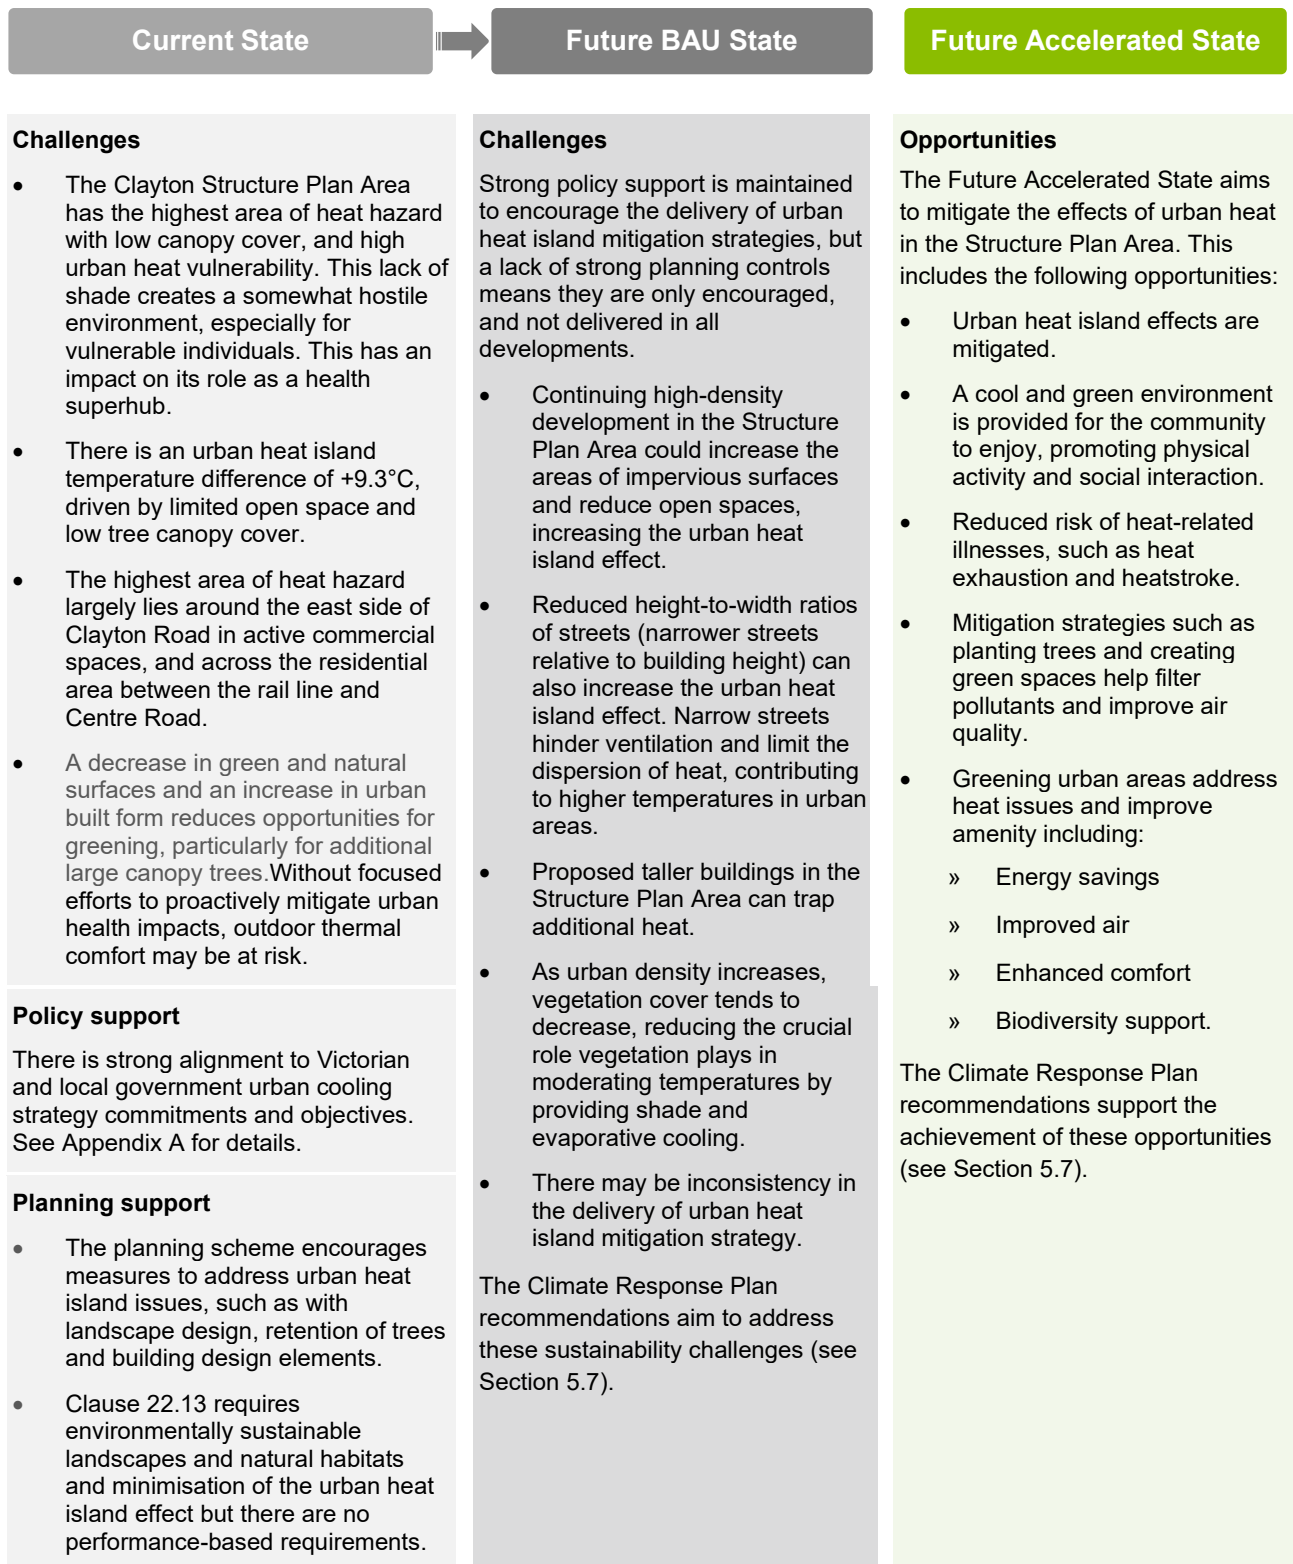 Current State
Future BAU State
Future Accelerated State
Challenges
• The Clayton Structure Plan Area
has the highest area of heat hazard
with low canopy cover, and high
urban heat vulnerability. This lack of
shade creates a somewhat hostile
environment, especially for
vulnerable individuals. This has an
impact on its role as a health
superhub.
• There is an urban heat island
temperature difference of +9.3°C,
driven by limited open space and
low tree canopy cover.
• The highest area of heat hazard
largely lies around the east side of
Clayton Road in active commercial
spaces, and across the residential
area between the rail line and
Centre Road.
• A decrease in green and natural
surfaces and an increase in urban
built form reduces opportunities for
greening, particularly for additional
large canopy trees.Without focused
efforts to proactively mitigate urban
health impacts, outdoor thermal
comfort may be at risk.
Policy support
There is strong alignment to Victorian
and local government urban cooling
strategy commitments and objectives.
See Appendix A for details.
Planning support
• The planning scheme encourages
measures to address urban heat
island issues, such as with
landscape design, retention of trees
and building design elements.
• Clause 22.13 requires
environmentally sustainable
landscapes and natural habitats
and minimisation of the urban heat
island effect but there are no
performance-based requirements.
Challenges
Strong policy support is maintained
to encourage the delivery of urban
heat island mitigation strategies, but
a lack of strong planning controls
means they are only encouraged,
and not delivered in all
developments.
• Continuing high-density
development in the Structure
Plan Area could increase the
areas of impervious surfaces
and reduce open spaces,
increasing the urban heat
island effect.
• Reduced height-to-width ratios
of streets (narrower streets
relative to building height) can
also increase the urban heat
island effect. Narrow streets
hinder ventilation and limit the
dispersion of heat, contributing
to higher temperatures in urban
areas.
• Proposed taller buildings in the
Structure Plan Area can trap
additional heat.
• As urban density increases,
vegetation cover tends to
decrease, reducing the crucial
role vegetation plays in
moderating temperatures by
providing shade and
evaporative cooling.
• There may be inconsistency in
the delivery of urban heat
island mitigation strategy.
The Climate Response Plan
recommendations aim to address
these sustainability challenges (see
Section 5.7).
Opportunities
The Future Accelerated State aims
to mitigate the effects of urban heat
in the Structure Plan Area. This
includes the following opportunities:
• Urban heat island effects are
mitigated.
• A cool and green environment
is provided for the community
to enjoy, promoting physical
activity and social interaction.
• Reduced risk of heat-related
illnesses, such as heat
exhaustion and heatstroke.
• Mitigation strategies such as
planting trees and creating
green spaces help filter
pollutants and improve air
quality.
• Greening urban areas address
heat issues and improve
amenity including:
» Energy savings
» Improved air
» Enhanced comfort
» Biodiversity support.
The Climate Response Plan
recommendations support the
achievement of these opportunities
(see Section 5.7).